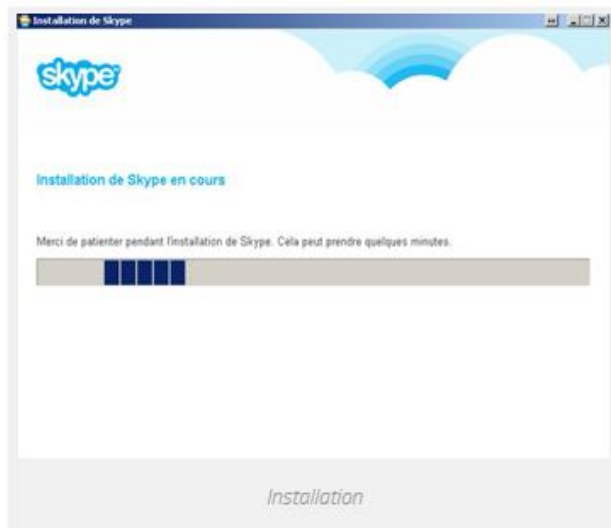 Installation de Skype
skype
Installation de Skype en cours
Merci de patienter pendant l'installation de Skype. Cela peut prendre quelques minutes.
Installation